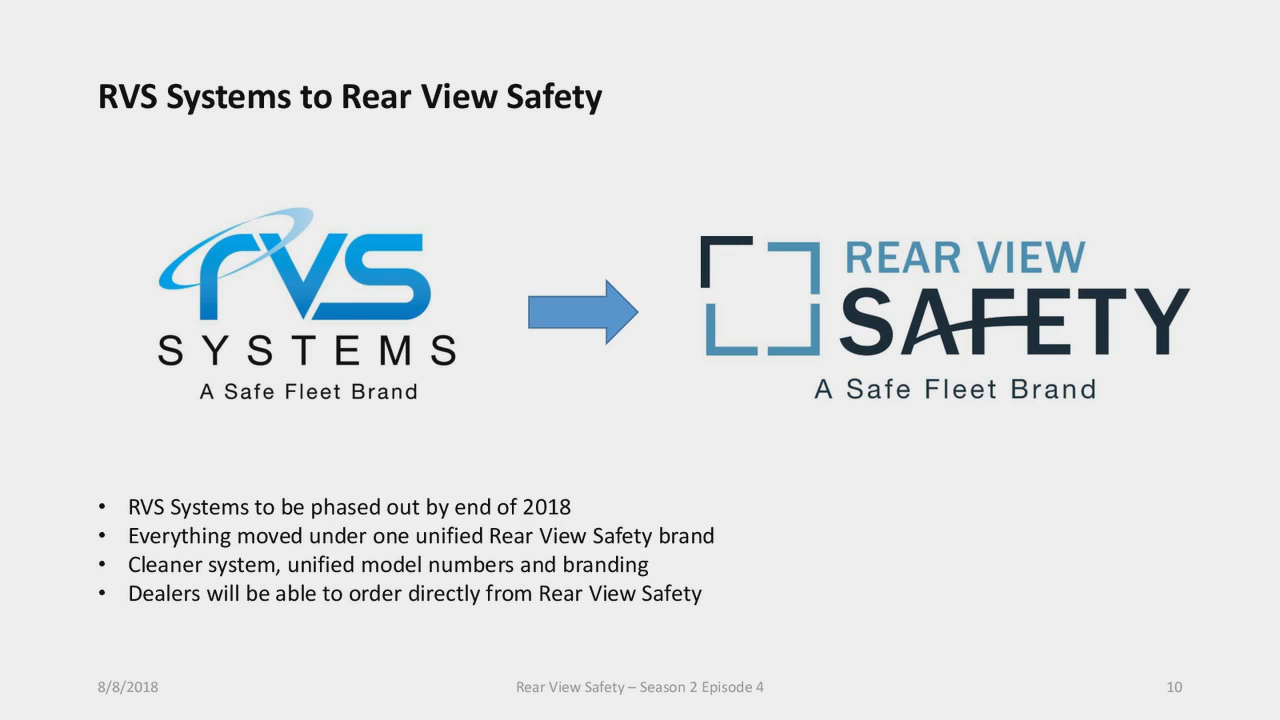 RVS Systems to Rear View Safety
rvs
SYSTEMS
A Safe Fleet Brand
REAR VIEW
SAFETY
A Safe Fleet Brand
• RVS Systems to be phased out by end of 2018
• Everything moved under one unified Rear View Safety brand
• Cleaner system, unified model numbers and branding
• Dealers will be able to order directly from Rear View Safety
8/8/2018
Rear View Safety – Season 2 Episode 4
10